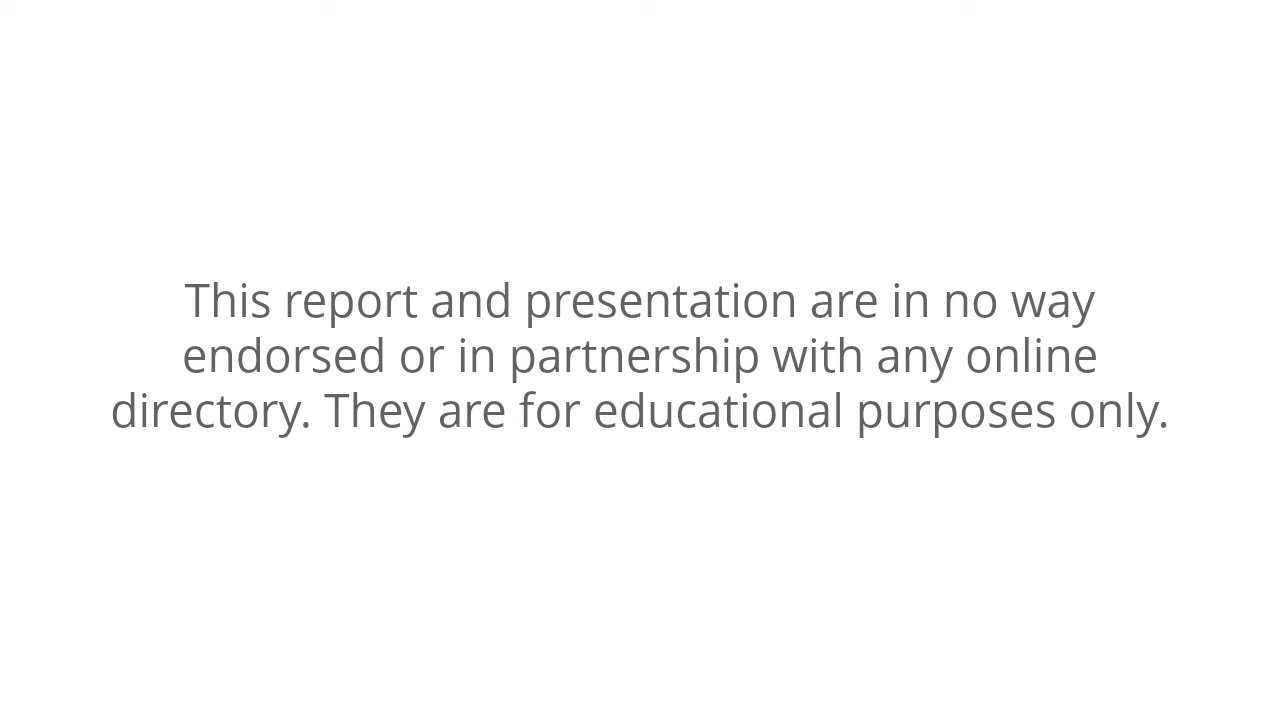 This report and presentation are in no way
endorsed or in partnership with any online
directory. They are for educational purposes only.